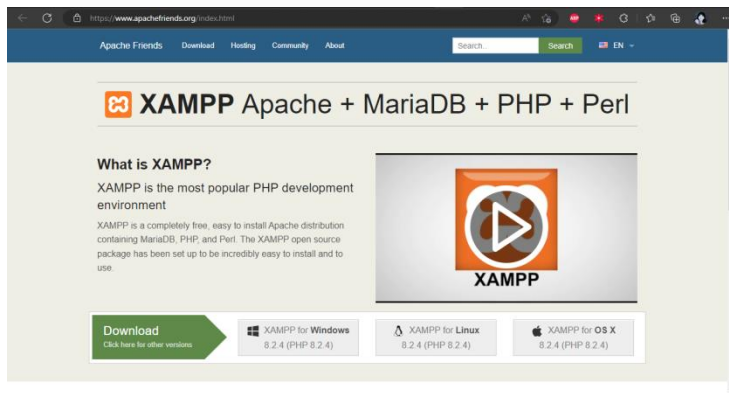 https://www.apachefriends.org/index.html
Apache Friends Download Hosting Community About Search.. Search EN
XAMPP Apache + MariaDB + PHP + Perl
What is XAMPP?
XAMPP is the most popular PHP development
environment
XAMPP is a completely free, easy to install Apache distribution
containing MariaDB, PHP, and Perl. The XAMPP open source
package has been set up to be incredibly easy to install and to
use.
XAMPP
Download
Click here for other versions
XAMPP for Windows
8.2.4 (PHP 8.2.4)
XAMPP for Linux
8.2.4 (PHP 8.2.4)
XAMPP for OS X
8.2.4 (PHP 8.2.4)